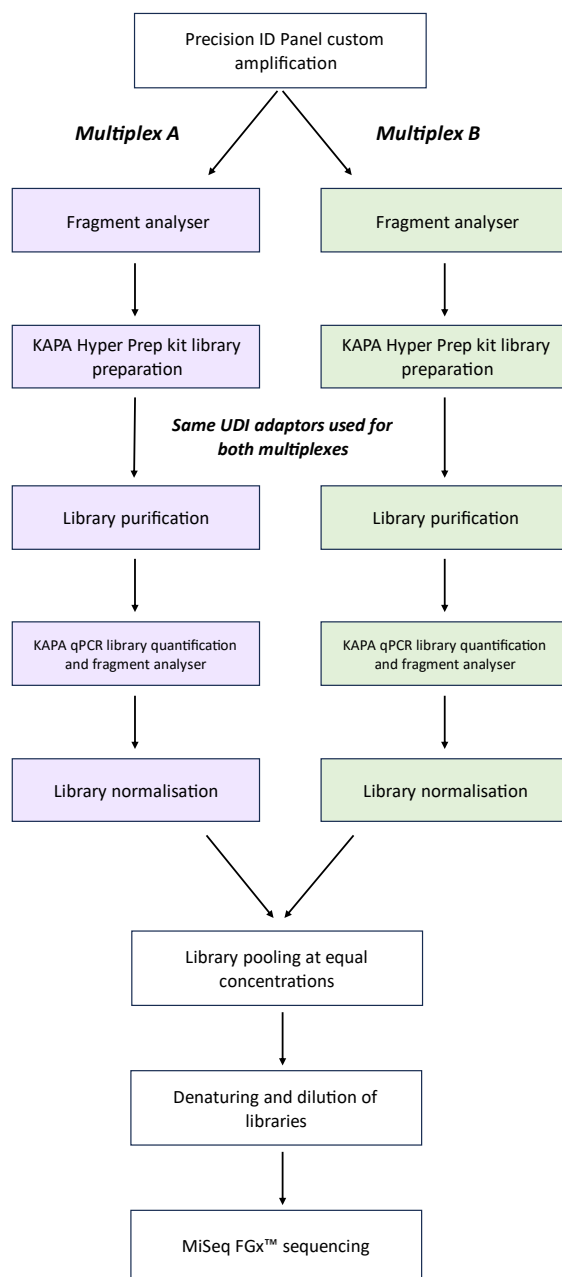 Precision ID Panel custom
amplification
Multiplex A
Multiplex B
Fragment analyser
Fragment analyser
KAPA Hyper Prep kit library
preparation
KAPA Hyper Prep kit library
preparation
Same UDI adaptors used for
both multiplexes
Library purification
Library purification
KAPA qPCR library quantification
and fragment analyser
KAPA qPCR library quantification
and fragment analyser
Library normalisation
Library normalisation
Library pooling at equal
concentrations
Denaturing and dilution of
libraries
MiSeq FGx™ sequencing